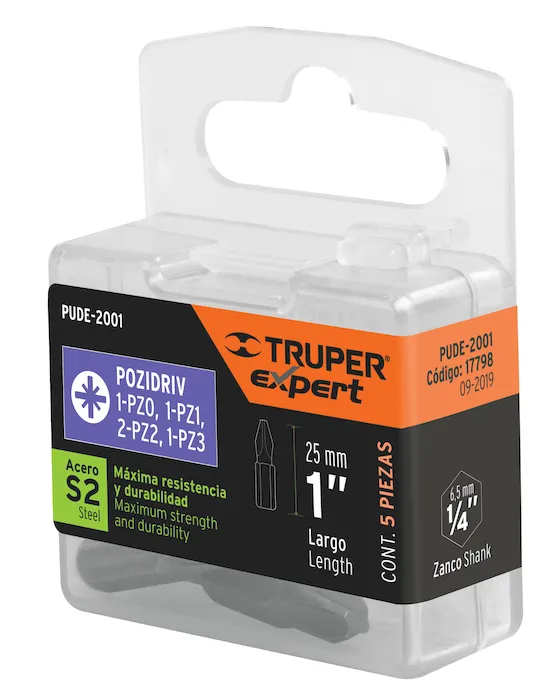 PUDE-2001
POZIDRIV
1-PZ0, 1-PZ1,
2-PZ2, 1-PZ3
Acero
S2
Steel
Máxima resistencia
y durabilidad
Maximum strength
and durability
TRUPER®
expert
25 mm
1"
Largo
Length
CONT. 5 PIEZAS
PUDE-2001
Código: 17798
09-2019
6,5 mm
1/4"
Zanco Shank